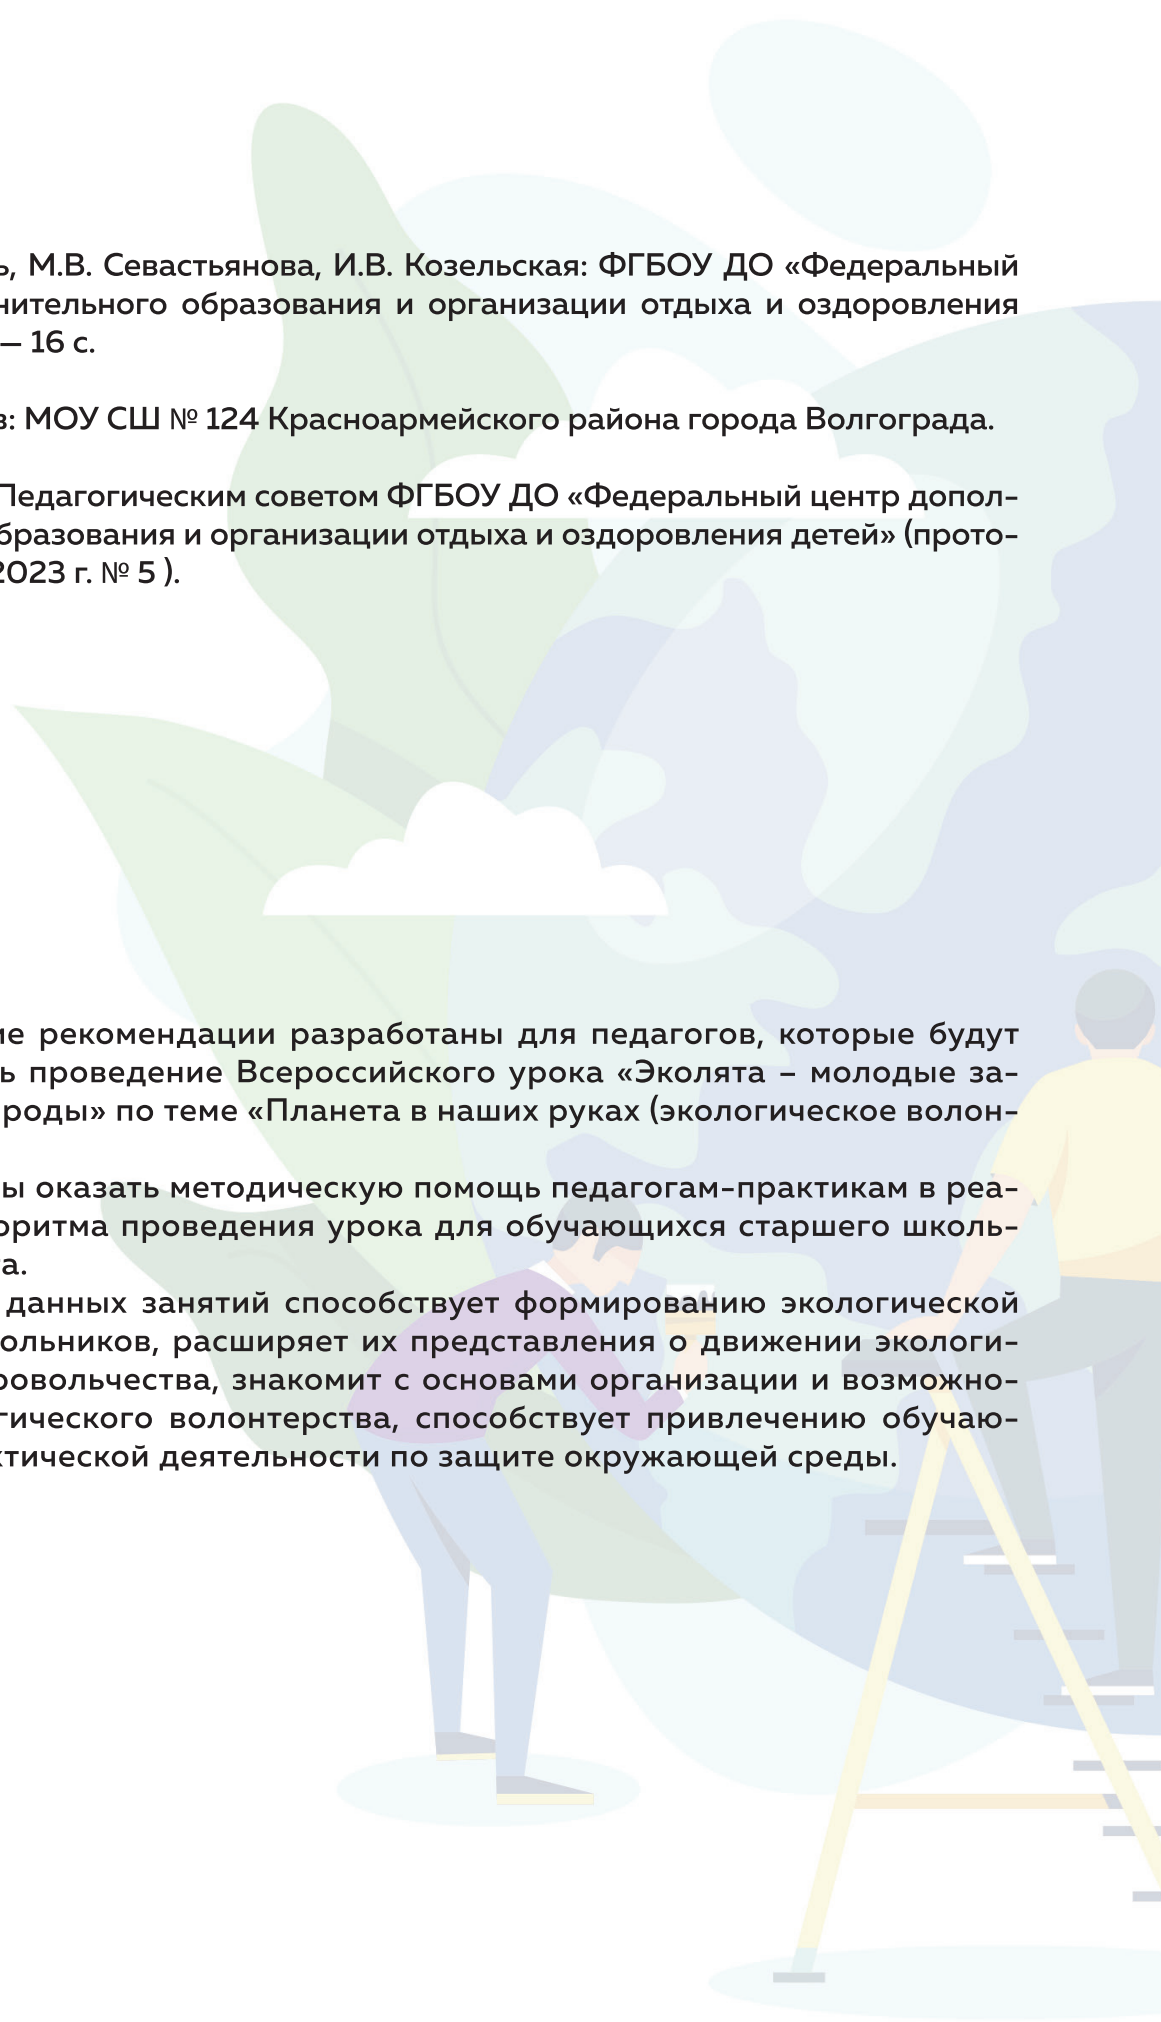 ь, М.В. Севастьянова, И.В. Козельская: ФГБОУ ДО «Федеральный
нительного образования и организации отдыха и оздоровления
— 16 с.
в: МОУ СШ № 124 Красноармейского района города Волгограда.
Педагогическим советом ФГБОУ ДО «Федеральный центр допол-
бразования и организации отдыха и оздоровления детей» (прото-
2023 г. № 5 ).
ие рекомендации разработаны для педагогов, которые будут
ь проведение Всероссийского урока «Эколята – молодые за-
роды» по теме «Планета в наших руках (экологическое волон-
ы оказать методическую помощь педагогам-практикам в реа-
оритма проведения урока для обучающихся старшего школь-
а.
данных занятий способствует формированию экологической
ольников, расширяет их представления о движении экологи-
ровольчества, знакомит с основами организации и возможно-
гического волонтерства, способствует привлечению обучаю-
ктической деятельности по защите окружающей среды.